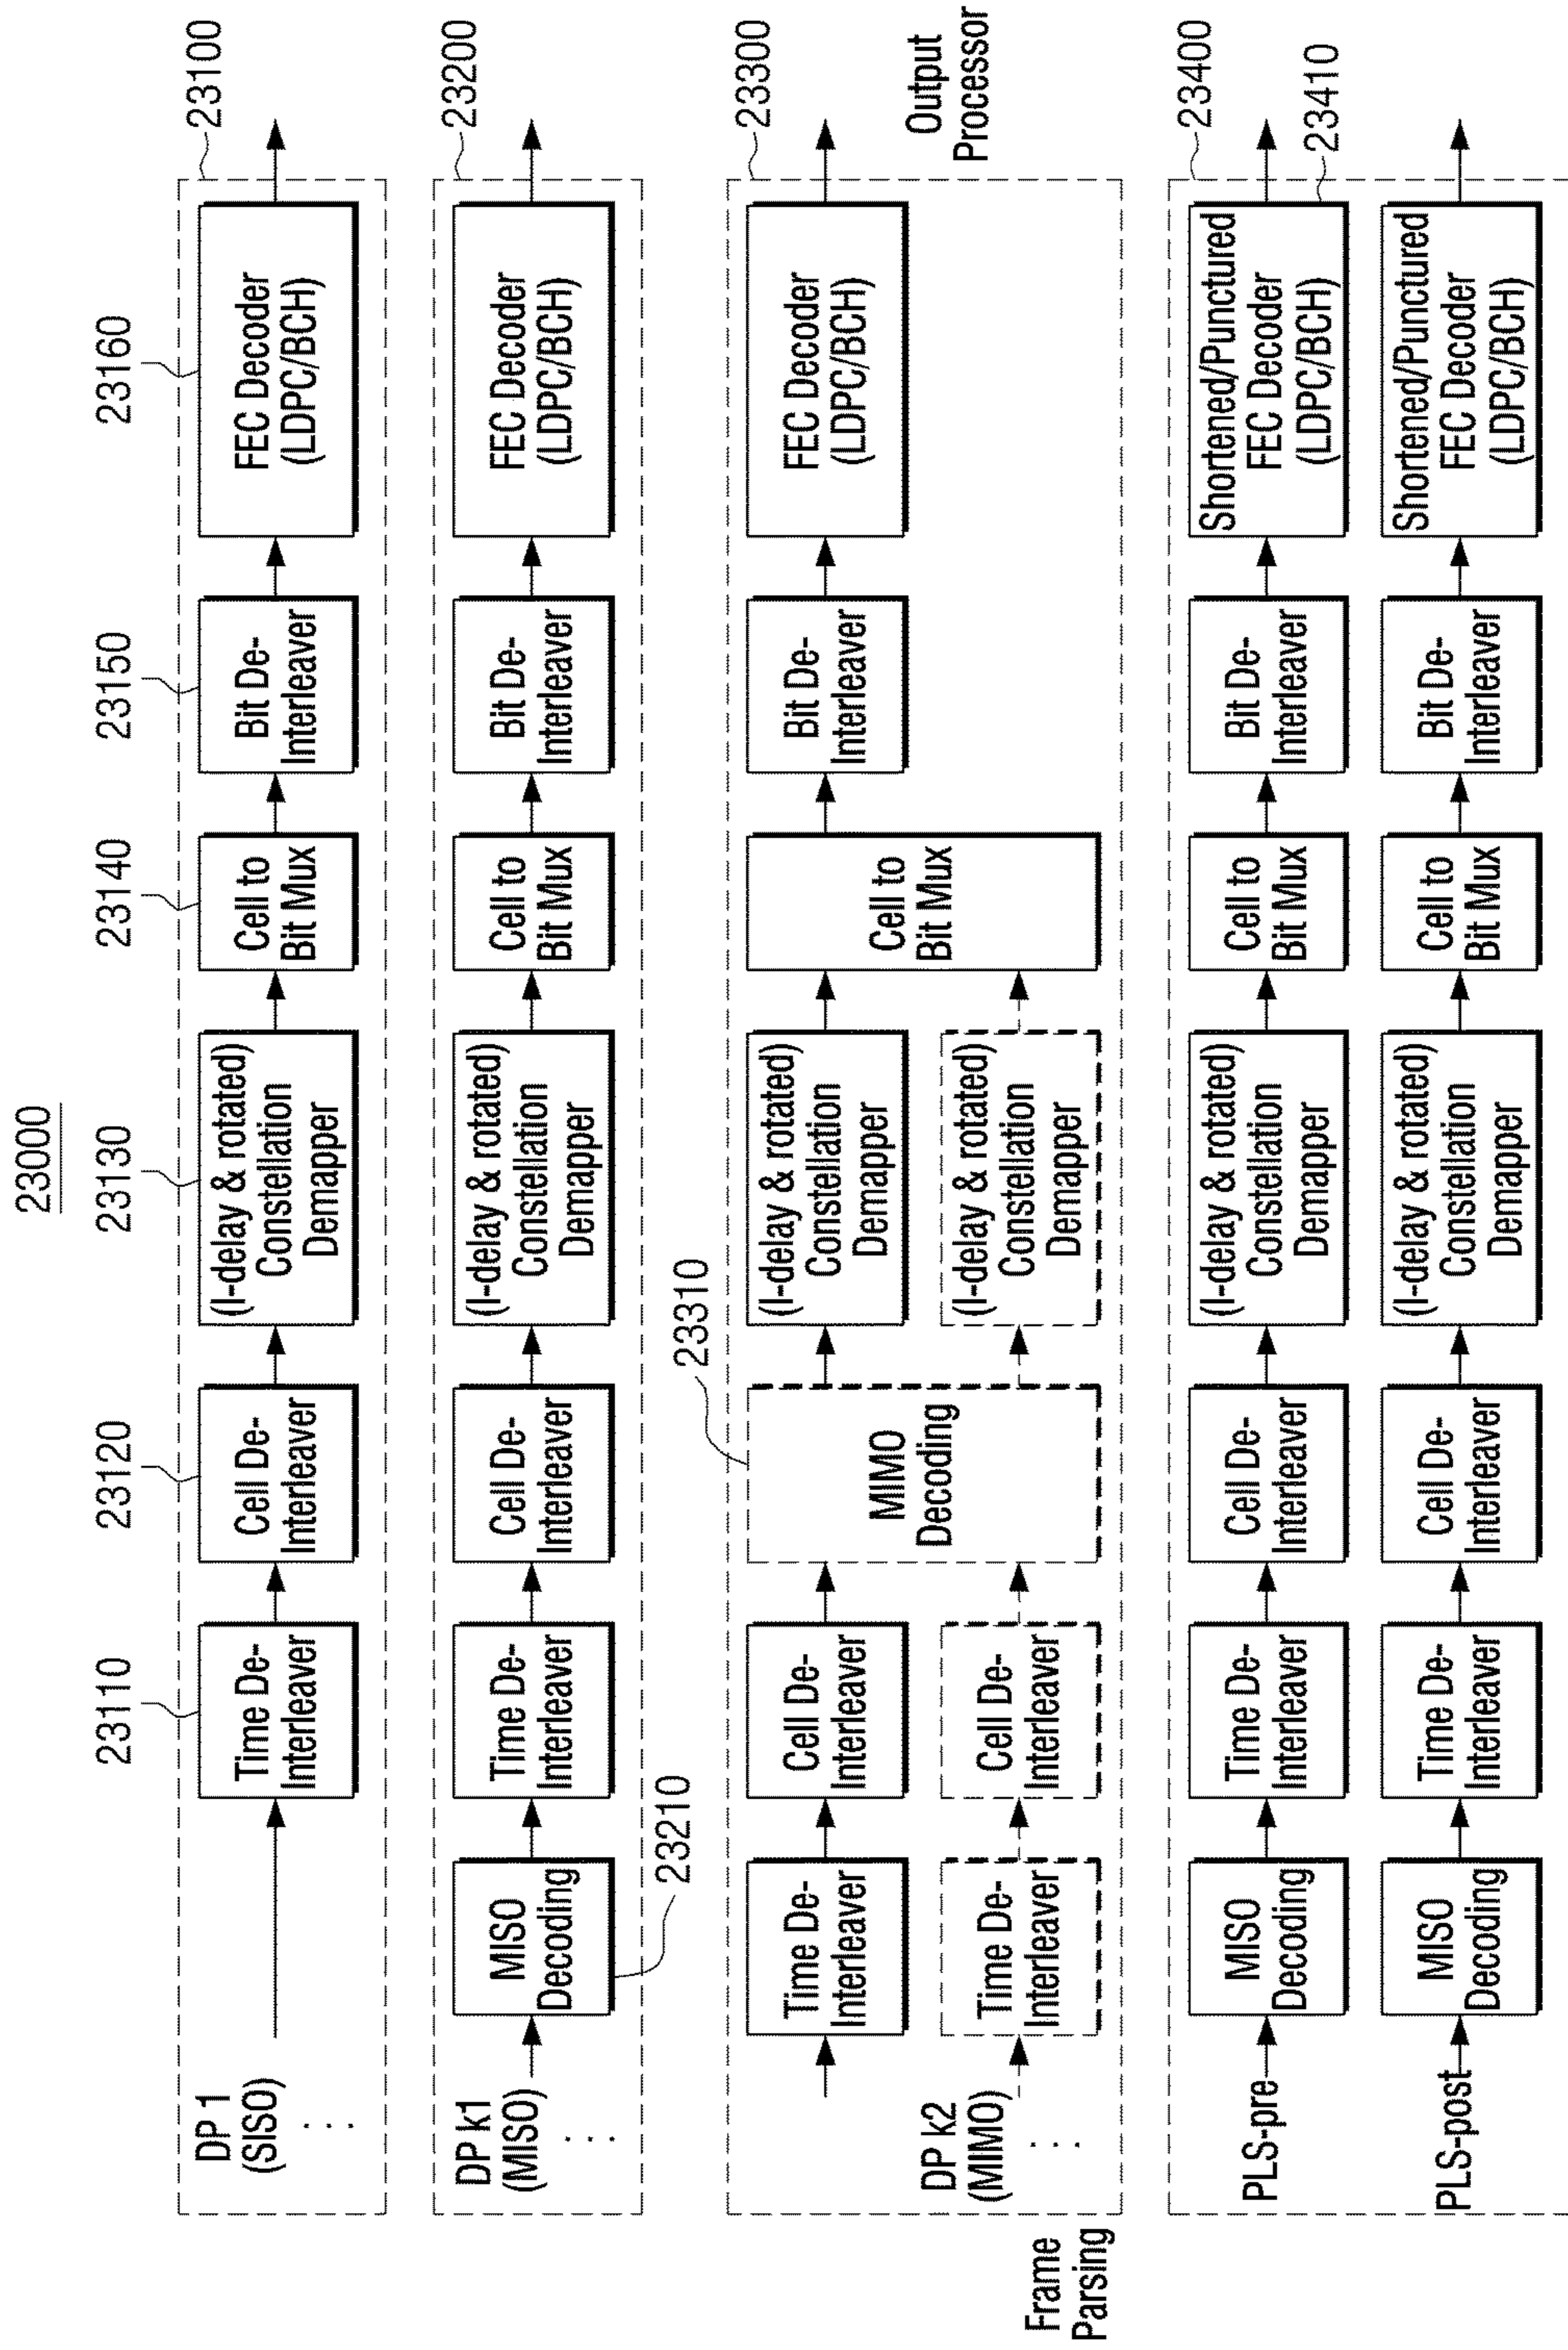 23000
23110
23120
23130
23140
23150
23160
23100
DP 1
(SISO)
Time De-
Interleaver
Cell De-
Interleaver
(I-delay & rotated)
Constellation
Demapper
Cell to
Bit Mux
Bit De-
Interleaver
FEC Decoder
(LDPC/BCH)
23200
DP k1
(MISO)
MISO
Decoding
23210
Time De-
Interleaver
Cell De-
Interleaver
(I-delay & rotated)
Constellation
Demapper
Cell to
Bit Mux
Bit De-
Interleaver
FEC Decoder
(LDPC/BCH)
23310
23300
Frame
Parsing
DP k2
(MIMO)
Time De-
Interleaver
Cell De-
Interleaver
Time De-
Interleaver
Cell De-
Interleaver
MIMO
Decoding
(I-delay & rotated)
Constellation
Demapper
(I-delay & rotated)
Constellation
Demapper
Cell to
Bit Mux
Bit De-
Interleaver
FEC Decoder
(LDPC/BCH)
Output
Processor
23400
PLS-pre
MISO
Decoding
Time De-
Interleaver
Cell De-
Interleaver
(I-delay & rotated)
Constellation
Demapper
Cell to
Bit Mux
Bit De-
Interleaver
Shortened/Punctured
FEC Decoder
(LDPC/BCH)
23410
PLS-post
MISO
Decoding
Time De-
Interleaver
Cell De-
Interleaver
(I-delay & rotated)
Constellation
Demapper
Cell to
Bit Mux
Bit De-
Interleaver
Shortened/Punctured
FEC Decoder
(LDPC/BCH)